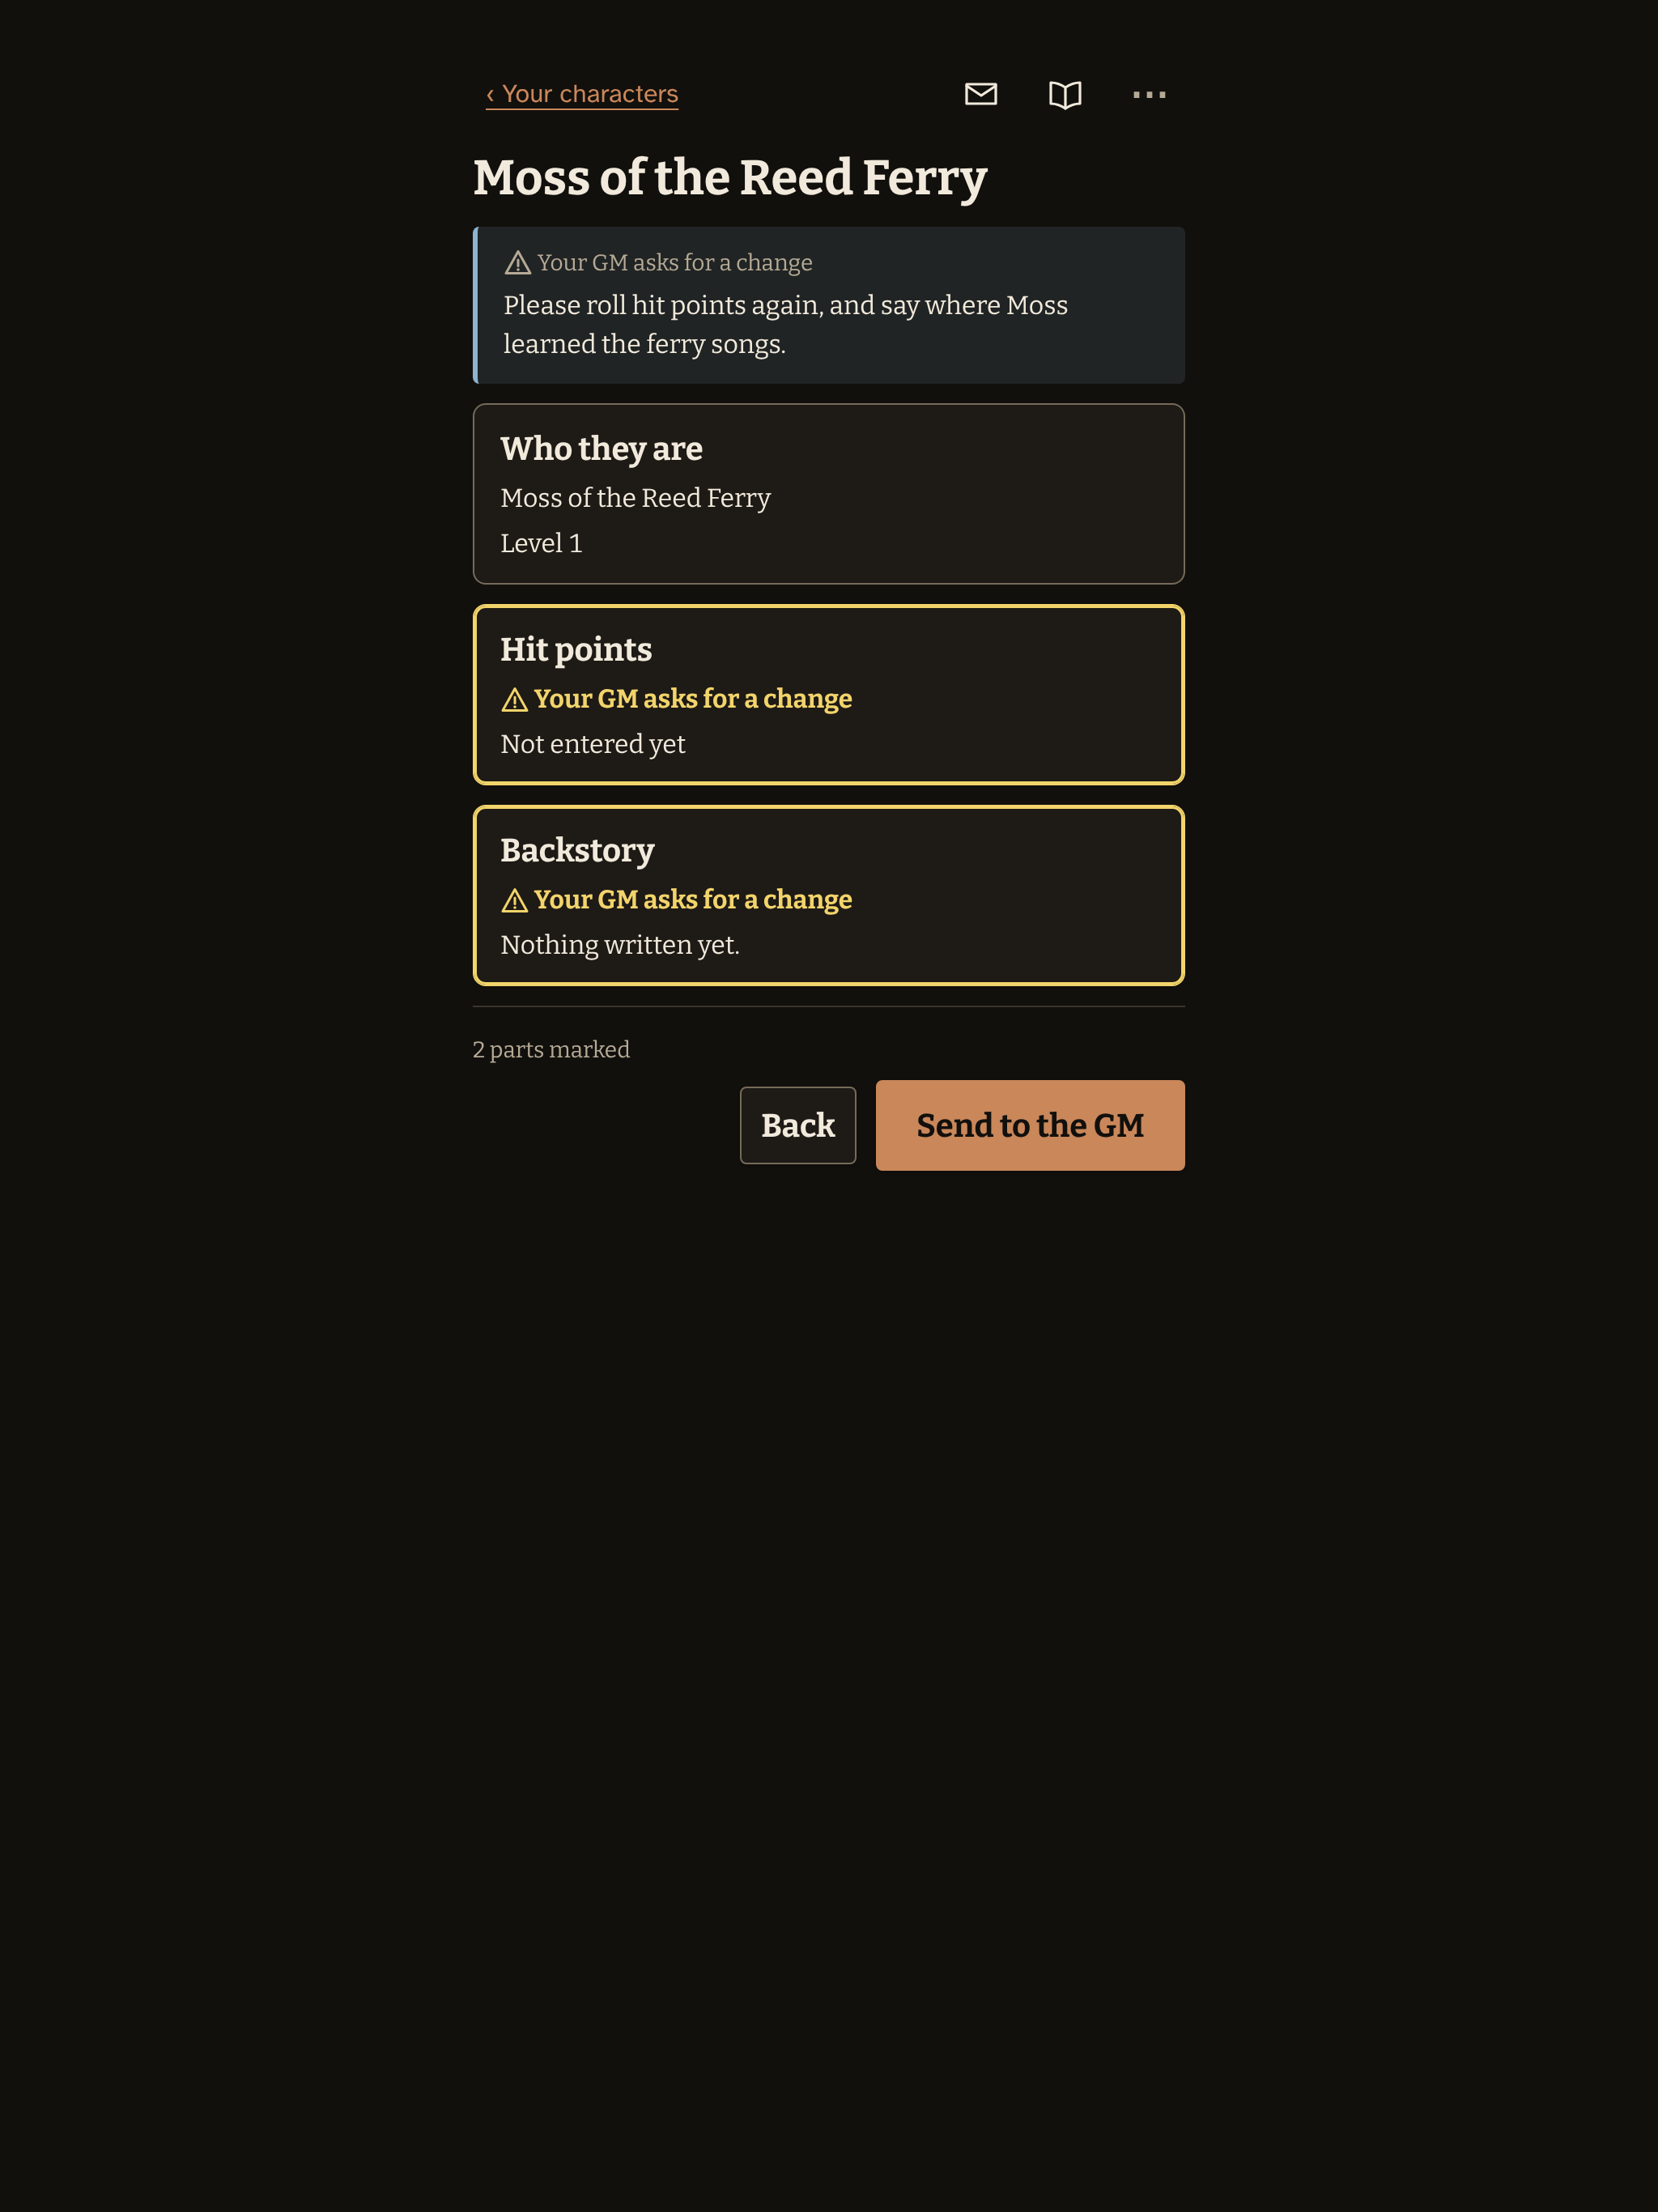 ‹ Your characters
Moss of the Reed Ferry
Your GM asks for a change
Please roll hit points again, and say where Moss
learned the ferry songs.
Who they are
Moss of the Reed Ferry
Level 1
Hit points
Your GM asks for a change
Not entered yet
Backstory
Your GM asks for a change
Nothing written yet.
2 parts marked
Back
Send to the GM